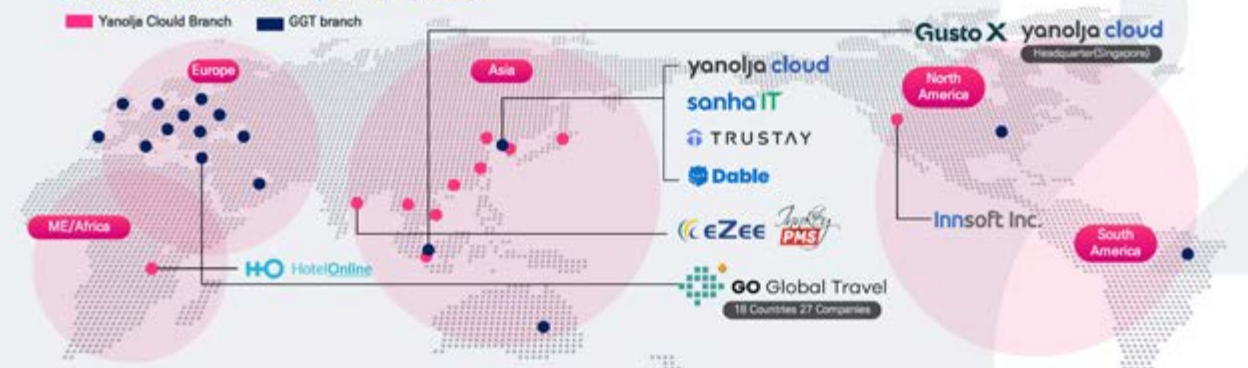 Yanolja Clould Branch
GGT branch
Europe
Asia
North
America
ME/Africa
South
America
Gusto X
yanolja cloud
Headquarter(Singapore)
yanolja cloud
sanha IT
TRUSTAY
Dable
eZee
PMS
Innsoft Inc.
HO HotelOnline
GO Global Travel
18 Countries 27 Companies